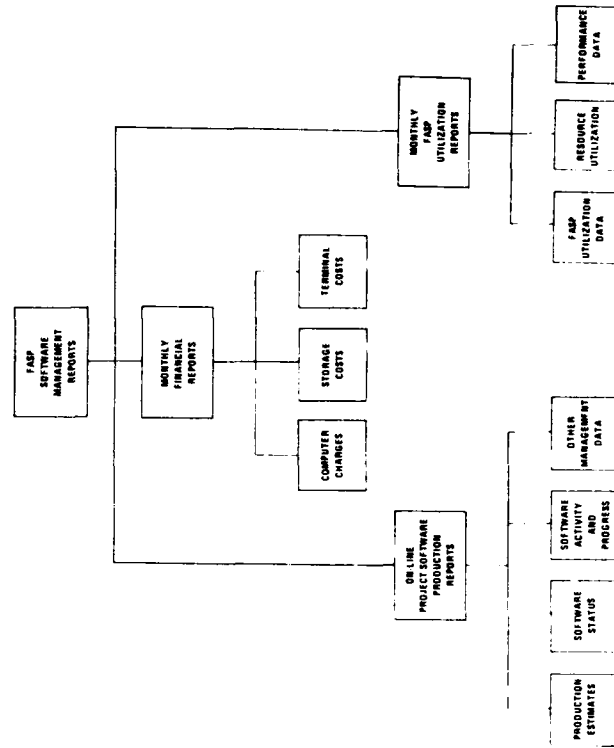 FASP
SOFTWARE
MANAGEMENT
REPORTS
MONTHLY
FINANCIAL
REPORTS
COMPUTER
CHARGES
STORAGE
COSTS
TERMINAL
COSTS
ON-LINE
PROJECT SOFTWARE
PRODUCTION
REPORTS
MONTHLY
FASP
UTILIZATION
REPORTS
PRODUCTION
ESTIMATES
SOFTWARE
STATUS
SOFTWARE
ACTIVITY
AND
PROGRESS
OTHER
MANAGEMENT
DATA
FASP
UTILIZATION
DATA
RESOURCE
UTILIZATION
PERFORMANCE
DATA